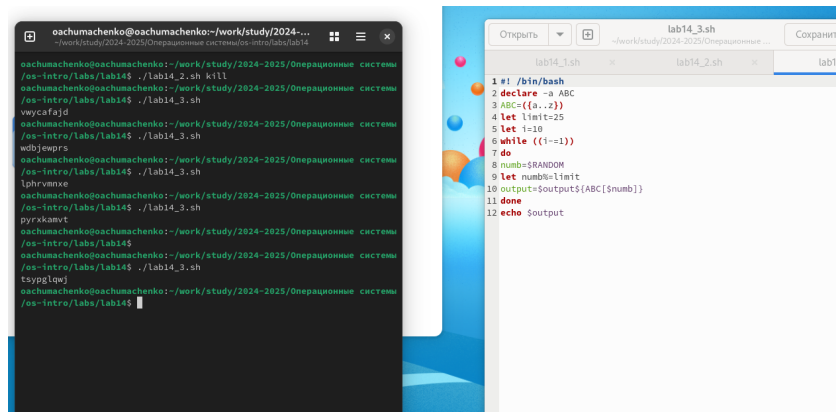 oachumachenko@oachumachenko:~/work/study/2024-...
~/work/study/2024-2025/Операционные системы/os-intro/labs/lab14
oachumachenko@oachumachenko:~/work/study/2024-2025/Операционные системы
/os-intro/labs/lab14$ ./lab14_2.sh kill
oachumachenko@oachumachenko:~/work/study/2024-2025/Операционные системы
/os-intro/labs/lab14$ ./lab14_3.sh
vwycafajd
oachumachenko@oachumachenko:~/work/study/2024-2025/Операционные системы
/os-intro/labs/lab14$ ./lab14_3.sh
wdbjewprs
oachumachenko@oachumachenko:~/work/study/2024-2025/Операционные системы
/os-intro/labs/lab14$ ./lab14_3.sh
lphrvmnxe
oachumachenko@oachumachenko:~/work/study/2024-2025/Операционные системы
/os-intro/labs/lab14$ ./lab14_3.sh
pyrxkamvt
oachumachenko@oachumachenko:~/work/study/2024-2025/Операционные системы
/os-intro/labs/lab14$
oachumachenko@oachumachenko:~/work/study/2024-2025/Операционные системы
/os-intro/labs/lab14$ ./lab14_3.sh
tsypglqwj
oachumachenko@oachumachenko:~/work/study/2024-2025/Операционные системы
/os-intro/labs/lab14$
Открыть
lab14_3.sh
~/work/study/2024-2025/Операционные ...
Сохранит
lab14_1.sh
lab14_2.sh
lab1
1 #! /bin/bash
2 declare -a ABC
3 ABC=({a..z})
4 let limit=25
5 let i=10
6 while ((i-=1))
7 do
8 numb=$RANDOM
9 let numb%=limit
10 output=$output${ABC[$numb]}
11 done
12 echo $output